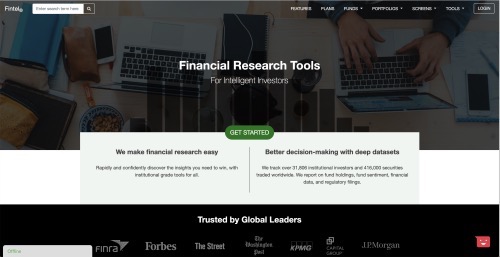 Fintel
Enter search term here
FEATURES PLANS FUNDS PORTFOLIOS SCREENS TOOLS LOGIN
Financial Research Tools
For Intelligent Investors
GET STARTED
We make financial research easy
Rapidly and confidently discover the insights you need to win, with
institutional grade tools for all.
Better decision-making with deep datasets
We track over 31,806 institutional investors and 415,000 securities
traded worldwide. We report on fund holdings, fund sentiment, financial
data, and regulatory filings.
Trusted by Global Leaders
Offline
FINRA
Forbes
The Street
The
Washington
Post
KPMG
CAPITAL
GROUP
J.P.Morgan